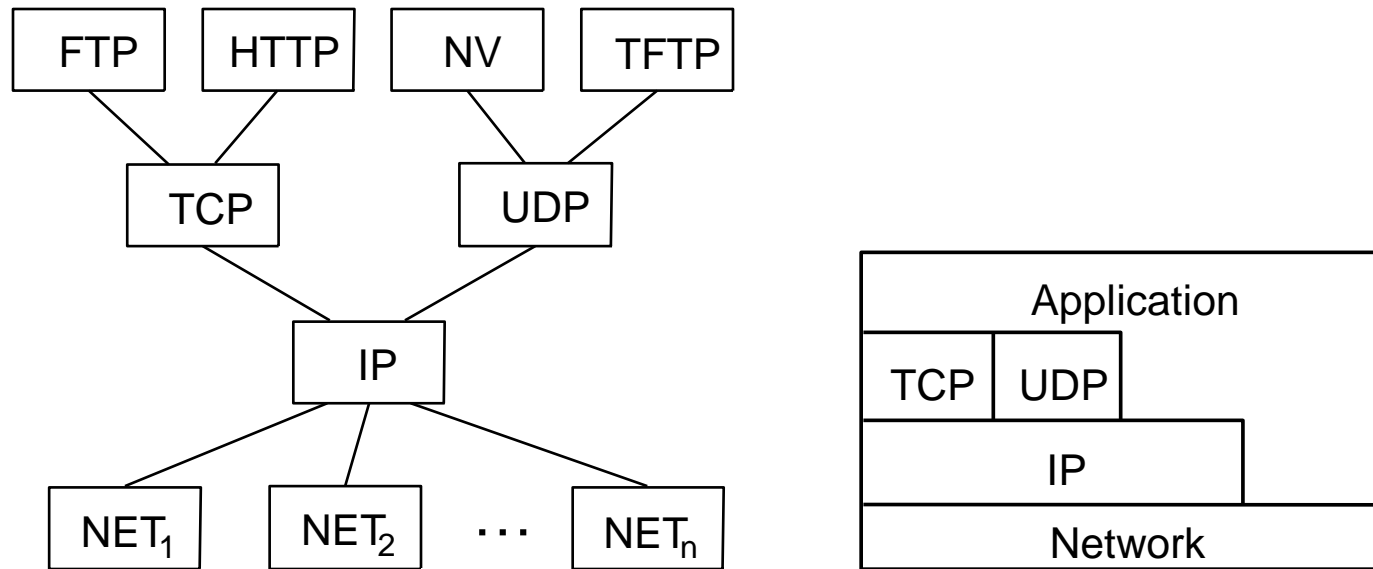 FTP HTTP NV TFTP
TCP UDP
IP
NET1 NET2 ... NETn
Application
TCP UDP
IP
Network